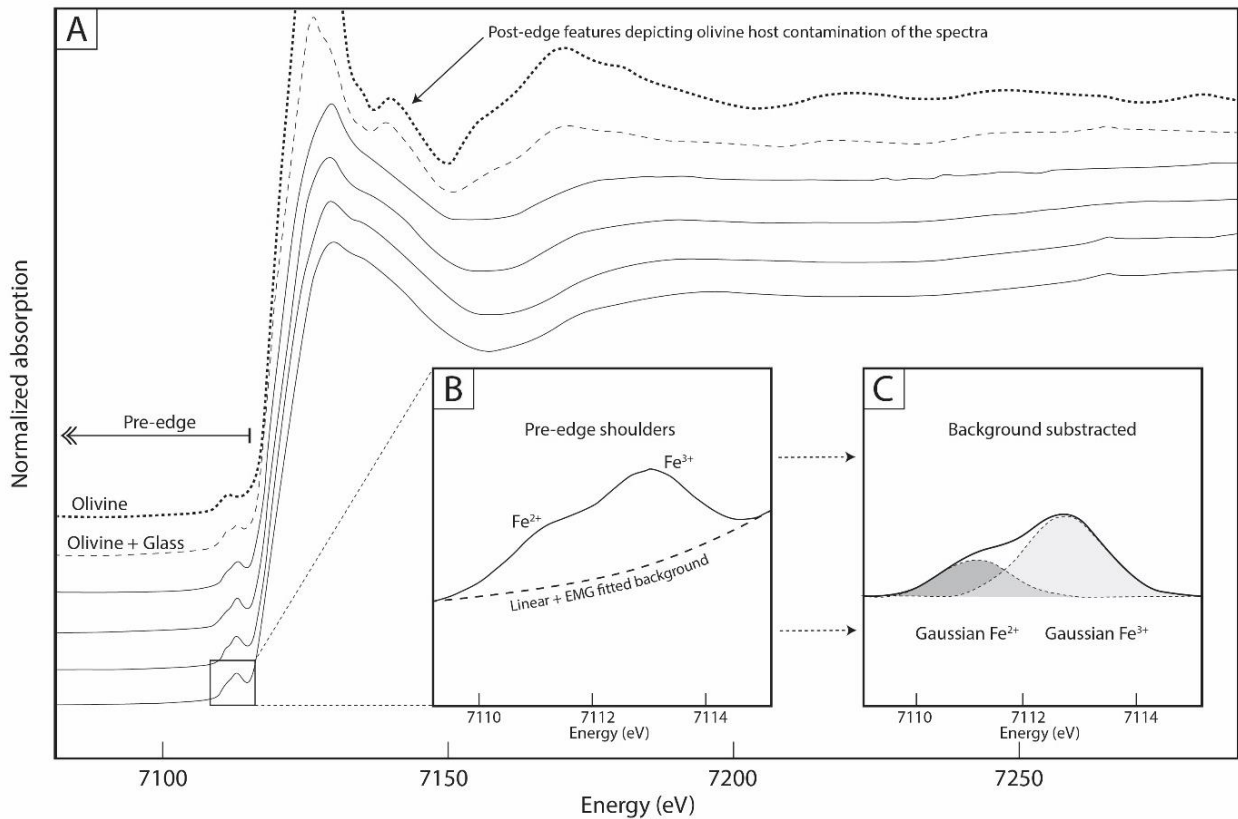 A
Post-edge features depicting olivine host contamination of the spectra
Normalized absorption
Pre-edge
Olivine
Olivine + Glass
B
Pre-edge shoulders
Fe²⁺
Fe³⁺
Linear + EMG fitted background
7110 7112 7114
Energy (eV)
C
Background substracted
Gaussian Fe²⁺ Gaussian Fe³⁺
7110 7112 7114
Energy (eV)
7100 7150 7200 7250
Energy (eV)